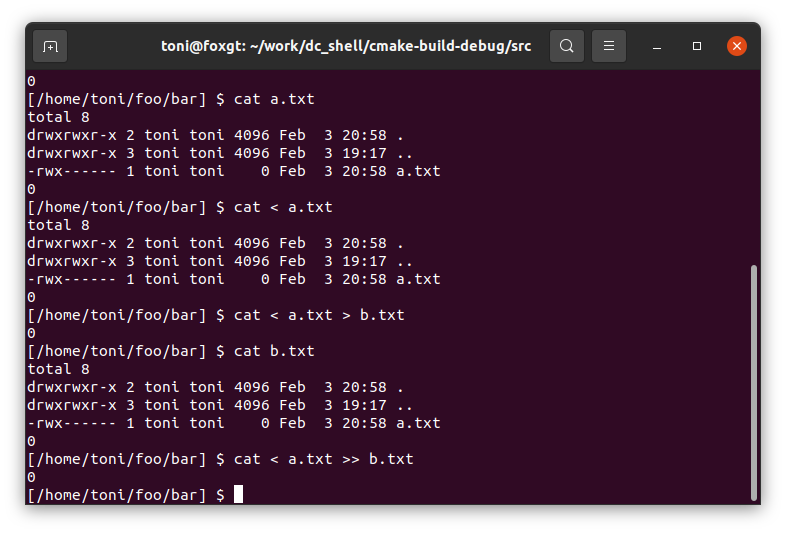 toni@foxgt: ~/work/dc_shell/cmake-build-debug/src
0
[/home/toni/foo/bar] $ cat a.txt
total 8
drwxrwxr-x 2 toni toni 4096 Feb  3 20:58 .
drwxrwxr-x 3 toni toni 4096 Feb  3 19:17 ..
-rwx------ 1 toni toni    0 Feb  3 20:58 a.txt
0
[/home/toni/foo/bar] $ cat < a.txt
total 8
drwxrwxr-x 2 toni toni 4096 Feb  3 20:58 .
drwxrwxr-x 3 toni toni 4096 Feb  3 19:17 ..
-rwx------ 1 toni toni    0 Feb  3 20:58 a.txt
0
[/home/toni/foo/bar] $ cat < a.txt > b.txt
0
[/home/toni/foo/bar] $ cat b.txt
total 8
drwxrwxr-x 2 toni toni 4096 Feb  3 20:58 .
drwxrwxr-x 3 toni toni 4096 Feb  3 19:17 ..
-rwx------ 1 toni toni    0 Feb  3 20:58 a.txt
0
[/home/toni/foo/bar] $ cat < a.txt >> b.txt
0
[/home/toni/foo/bar] $